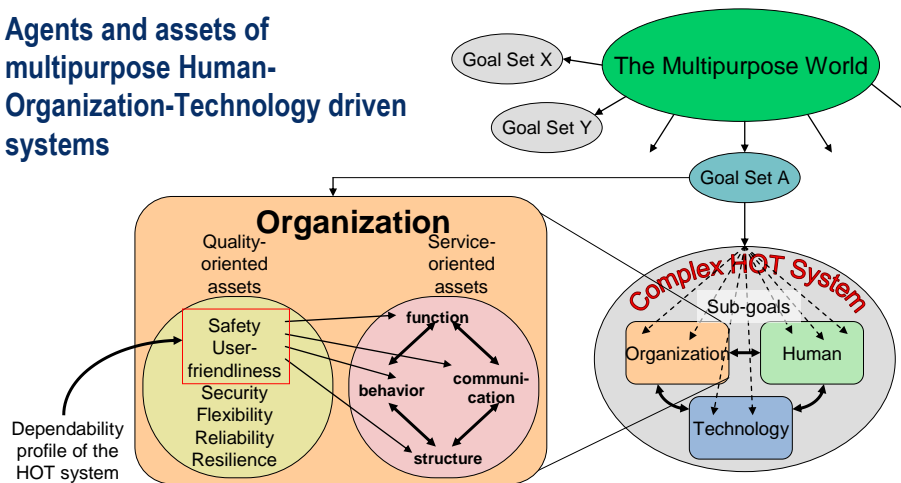 Agents and assets of
multipurpose Human-
Organization-Technology driven
systems
The Multipurpose World
Goal Set X
Goal Set Y
Goal Set A
Organization
Quality-
oriented
assets
Service-
oriented
assets
Safety
User-
friendliness
Security
Flexibility
Reliability
Resilience
function
behavior
communi-
cation
structure
Dependability
profile of the
HOT system
Complex HOT System
Sub-goals
Organization
Human
Technology